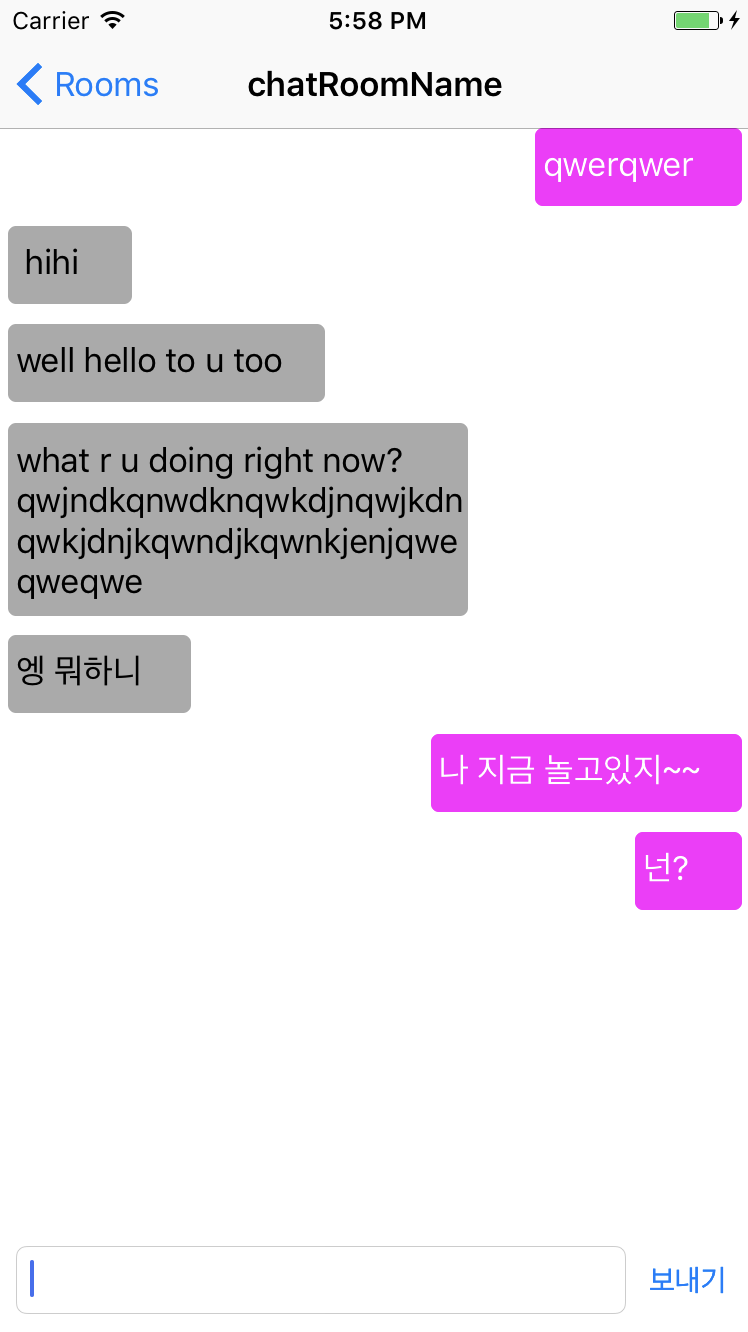 Carrier 5:58 PM
Rooms chatRoomName
qwerqwer
hihi
well hello to u too
what r u doing right now?
qwjndkqnwdknqwkdjnqwjkdn
qwkjdnjkqwndjkqwnkjenjqwe
qweqwe
엥 뭐하니
나 지금 놀고있지~~
넌?
보내기